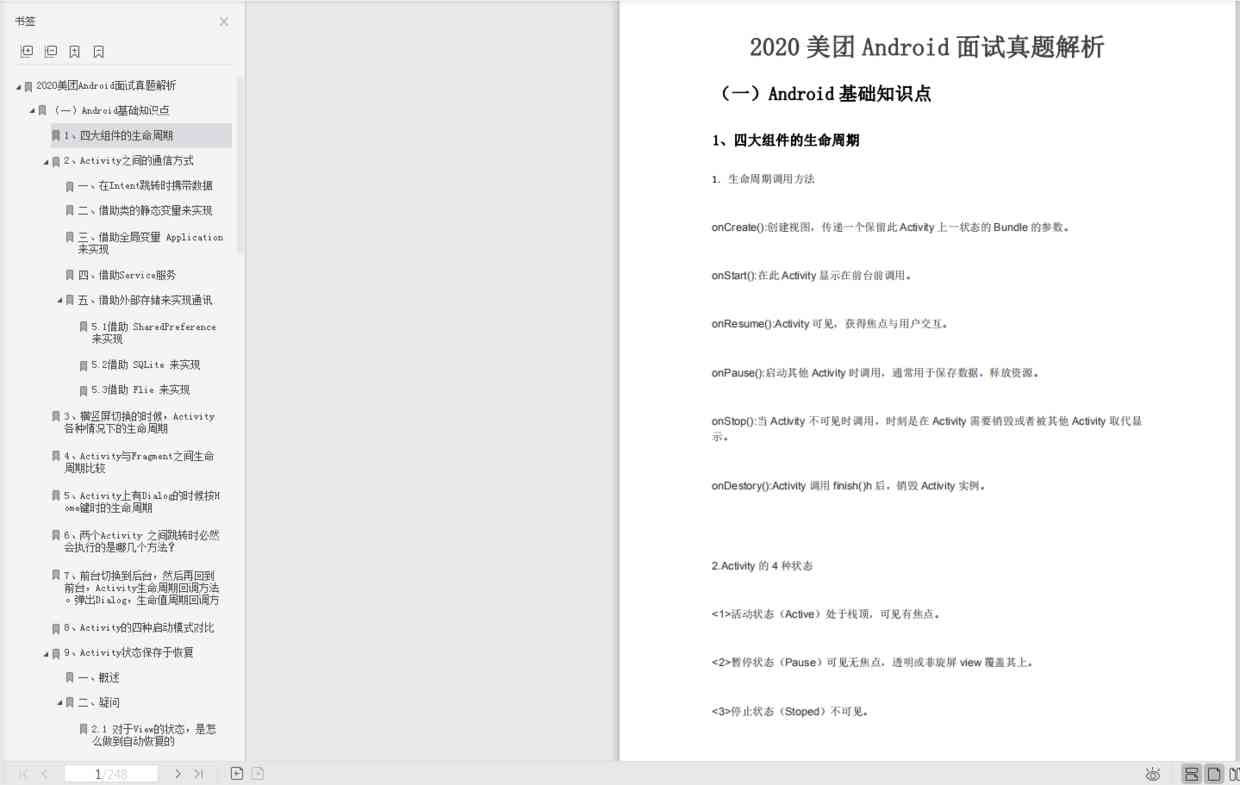 书签
2020美团Android面试真题解析
（一）Android基础知识点
1、四大组件的生命周期
2、Activity之间的通信方式
一、在Intent跳转时携带数据
二、借助类的静态变量来实现
三、借助全局变量 Application
来实现
四、借助Service服务
五、借助外部存储来实现通讯
5.1借助 SharedPreference
来实现
5.2借助 SQLite 来实现
5.3借助 Flie 来实现
3、横竖屏切换的时候，Activity
各种情况下的生命周期
4、Activity与Fragment之间生命
周期比较
5、Activity上有Dialog的时候按H
ome键时的生命周期
6、两个Activity 之间跳转时必然
会执行的是哪几个方法？
7、前台切换到后台，然后再回到
前台，Activity生命周期回调方法
。弹出Dialog，生命值周期回调方
8、Activity的四种启动模式对比
9、Activity状态保存于恢复
一、概述
二、疑问
2.1 对于View的状态，是怎
么做到自动恢复的
1/248
2020 美团 Android 面试真题解析
（一）Android 基础知识点
1、四大组件的生命周期
1. 生命周期调用方法
onCreate():创建视图，传递一个保留此 Activity 上一状态的 Bundle 的参数。
onStart():在此 Activity 显示在前台前调用。
onResume():Activity 可见，获得焦点与用户交互。
onPause():启动其他 Activity 时调用，通常用于保存数据，释放资源。
onStop():当 Activity 不可见时调用，时刻是在 Activity 需要销毁或者被其他 Activity 取代显
示。
onDestory():Activity 调用 finish()h 后，销毁 Activity 实例。
2.Activity 的 4 种状态
<1>活动状态（Active）处于栈顶，可见有焦点。
<2>暂停状态（Pause）可见无焦点，透明或非旋屏 view 覆盖其上。
<3>停止状态（Stoped）不可见。